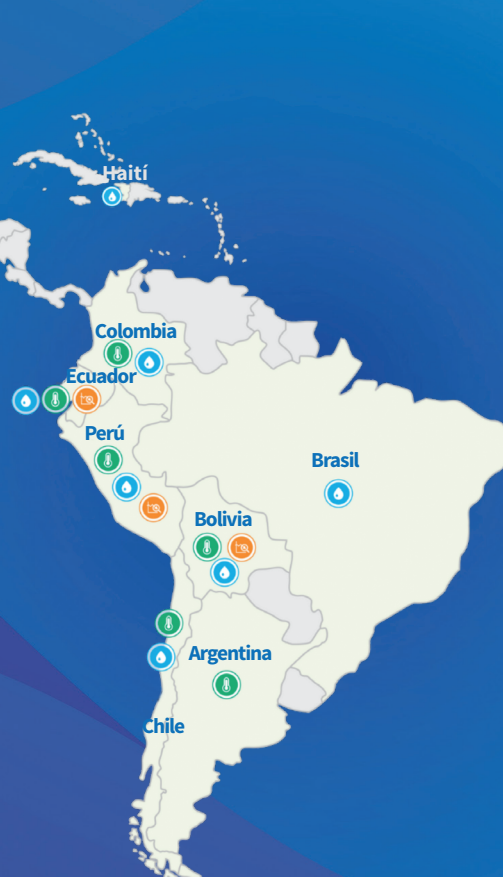 Haití
Colombia
Ecuador
Perú
Brasil
Bolivia
Argentina
Chile